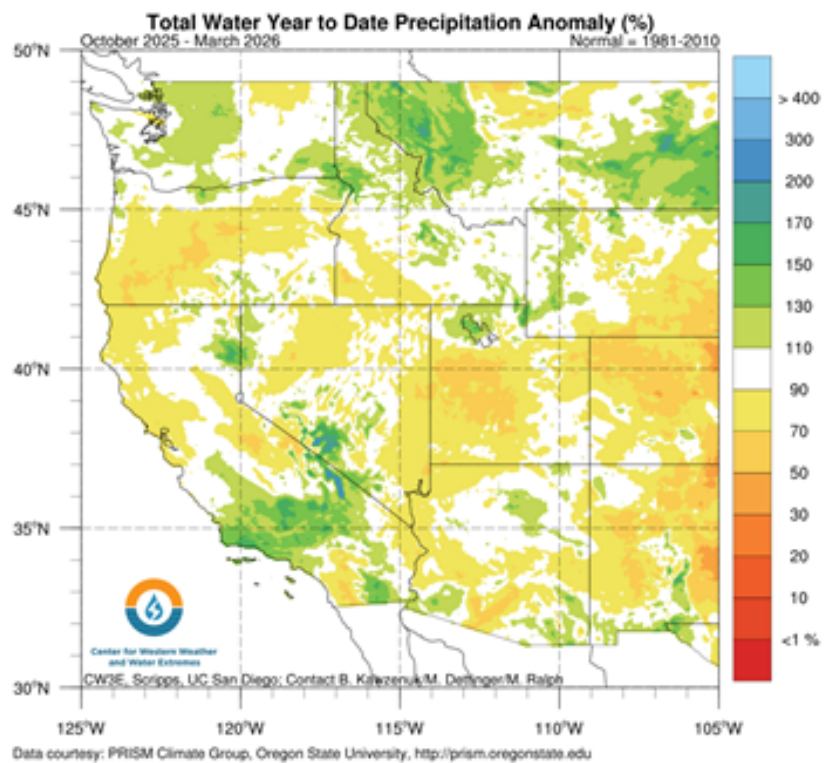 Total Water Year to Date Precipitation Anomaly (%)
October 2025 - March 2026 Normal = 1981-2010
50°N
> 400
300
200
45°N
170
150
130
110
40°N
90
70
50
35°N
30
20
10
<1 %
Center for Western Weather
and Water Extremes
CW3E, Scripps, UC San Diego; Contact B. Kawzenuk/M. Dettinger/M. Ralph
30°N
125°W 120°W 115°W 110°W 105°W
Data courtesy: PRISM Climate Group, Oregon State University, http://prism.oregonstate.edu